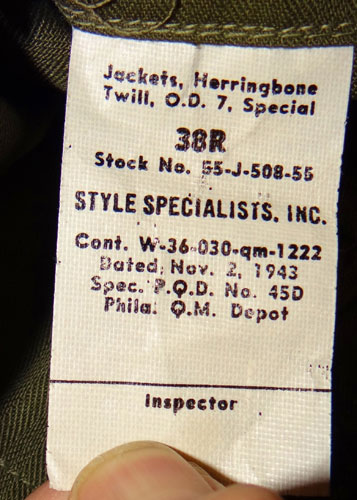 Jackets, Herringbone
Twill, O.D. 7, Special
38R
Stock No. 55-J-508-55
STYLE SPECIALISTS, INC.
Cont. W-36-030-qm-1222
Dated, Nov. 2, 1943
Spec. P.Q.D. No. 45D
Phila. Q.M. Depot
Inspector